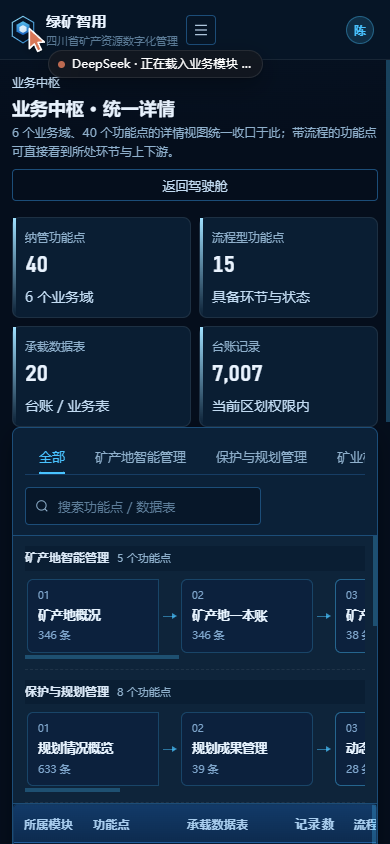 绿矿智用
四川省矿产资源数字化管理
陈
DeepSeek · 正在载入业务模块 ...
业务中枢
业务中枢 · 统一详情
6 个业务域、40 个功能点的详情视图统一收口于此；带流程的功能点
可直接看到所处环节与上下游。
返回驾驶舱
纳管功能点
40
6 个业务域
流程型功能点
15
具备环节与状态
承载数据表
20
台账 / 业务表
台账记录
7,007
当前区划权限内
全部 矿产地智能管理 保护与规划管理 矿业
搜索功能点 / 数据表
矿产地智能管理 5 个功能点
01
矿产地概况
346 条
02
矿产地一本账
346 条
03
矿产
38
保护与规划管理 8 个功能点
01
规划情况概览
633 条
02
规划成果管理
39 条
03
动态
28
所属模块 功能点 承载数据表 记录数 流程